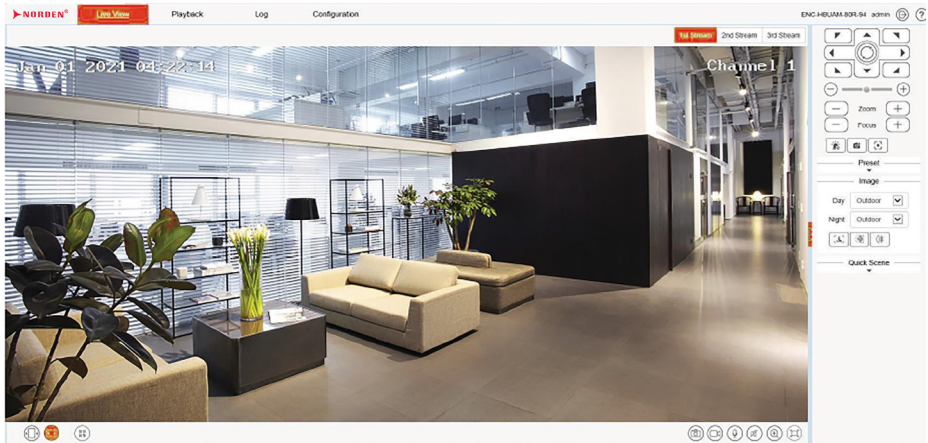 NORDEN®
Live View
Playback
Log
Configuration
ENC-HBUAM-80R-94 admin
1st Stream
2nd Stream
3rd Stream
Jan 01 2021 04:22:14
Channel 1
Zoom
Focus
Preset
Image
Day Outdoor
Night Outdoor
Quick Scene